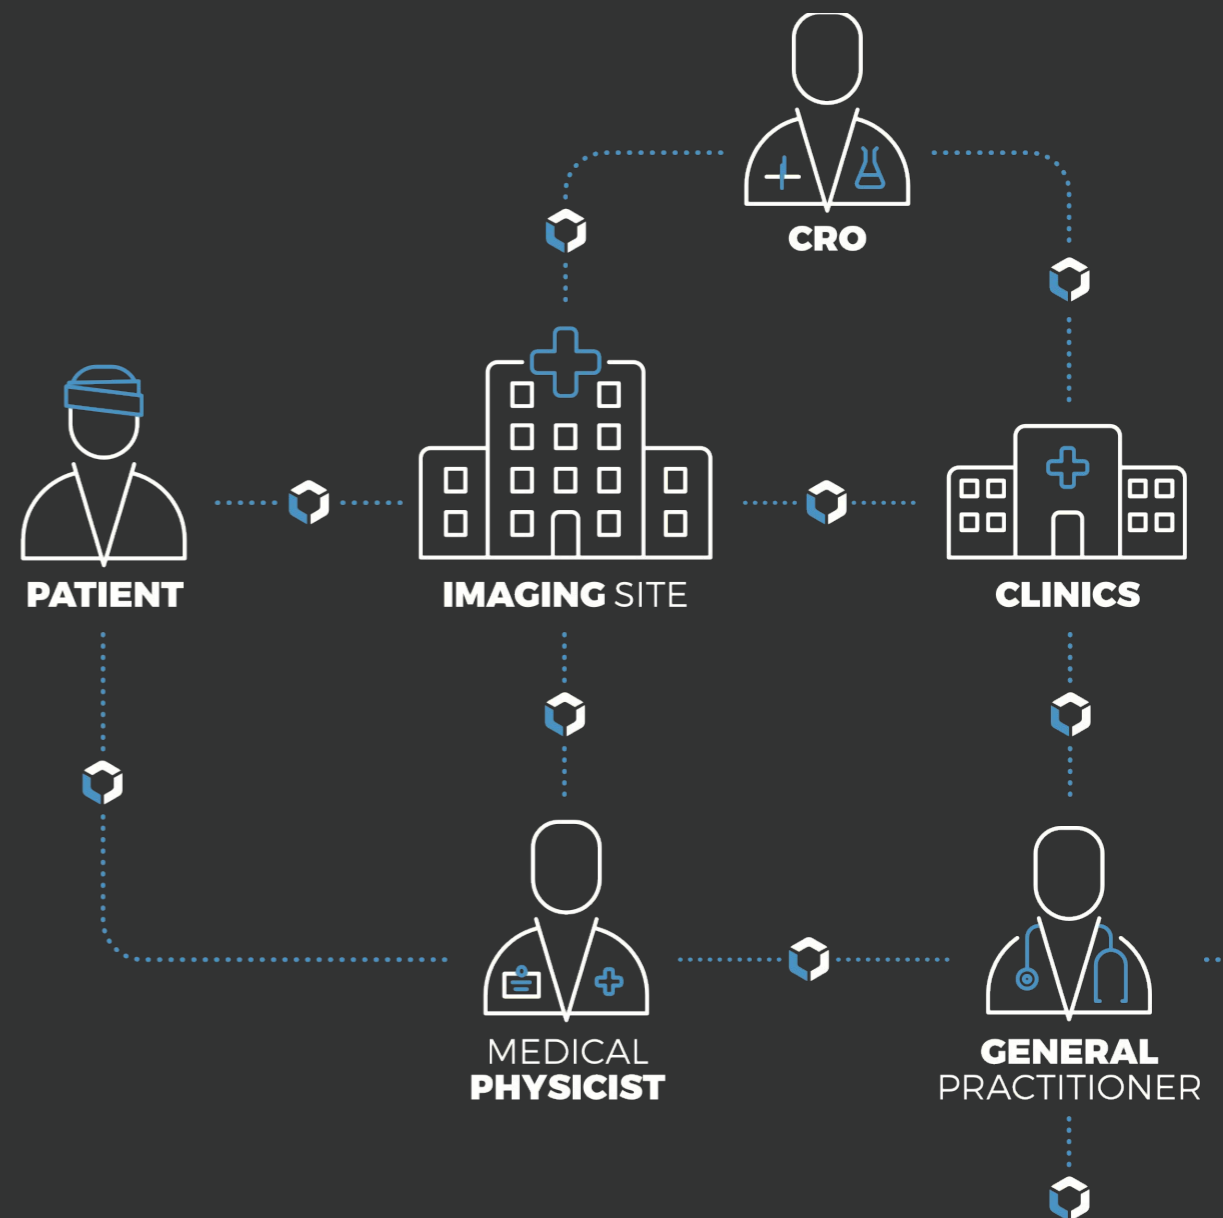 CRO
PATIENT
IMAGING SITE
CLINICS
MEDICAL
PHYSICIST
GENERAL
PRACTITIONER